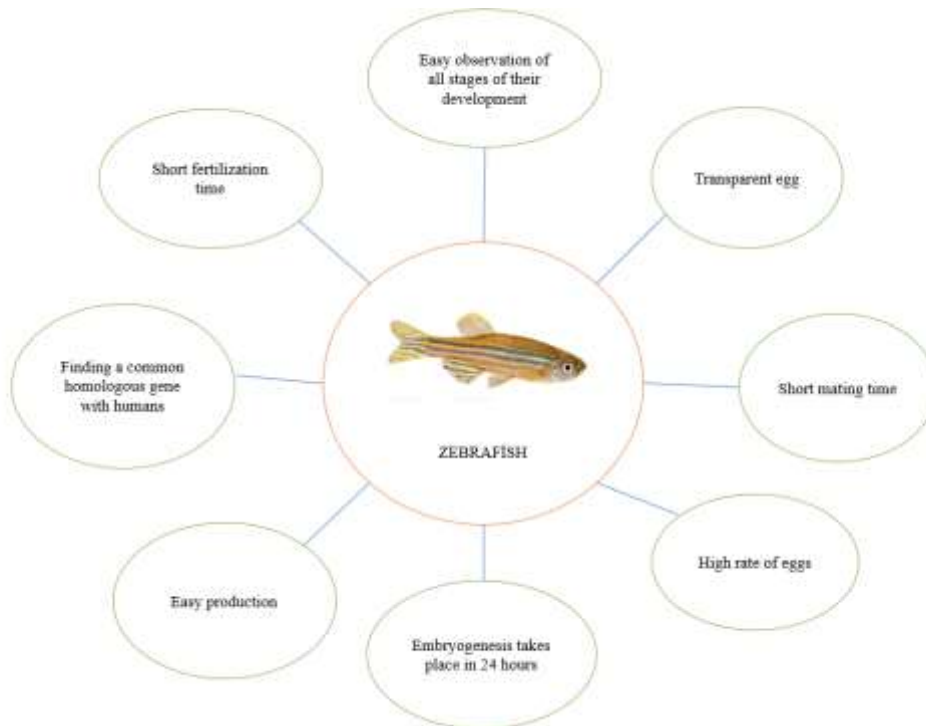 Easy observation of
all stages of their
development
Short fertilization
time
Transparent egg
Finding a common
homologous gene
with humans
Short mating time
ZEBRAFİSH
High rate of eggs
Easy production
Embryogenesis takes
place in 24 hours